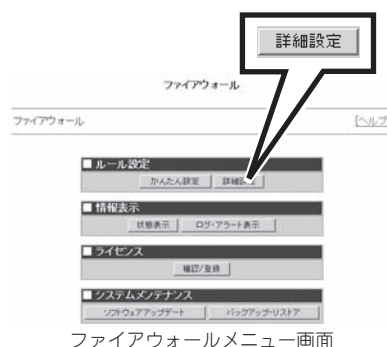 詳細設定
ファイアウォール
ファイアウォール [ヘルプ
■ ルール設定
かんたん設定 詳細設定
■ 情報表示
状態表示 ログ・アラート表示
■ ライセンス
確認/登録
■ システムメンテナンス
ソフトウェアアップデート バックアップ・リストア
ファイアウォールメニュー画面